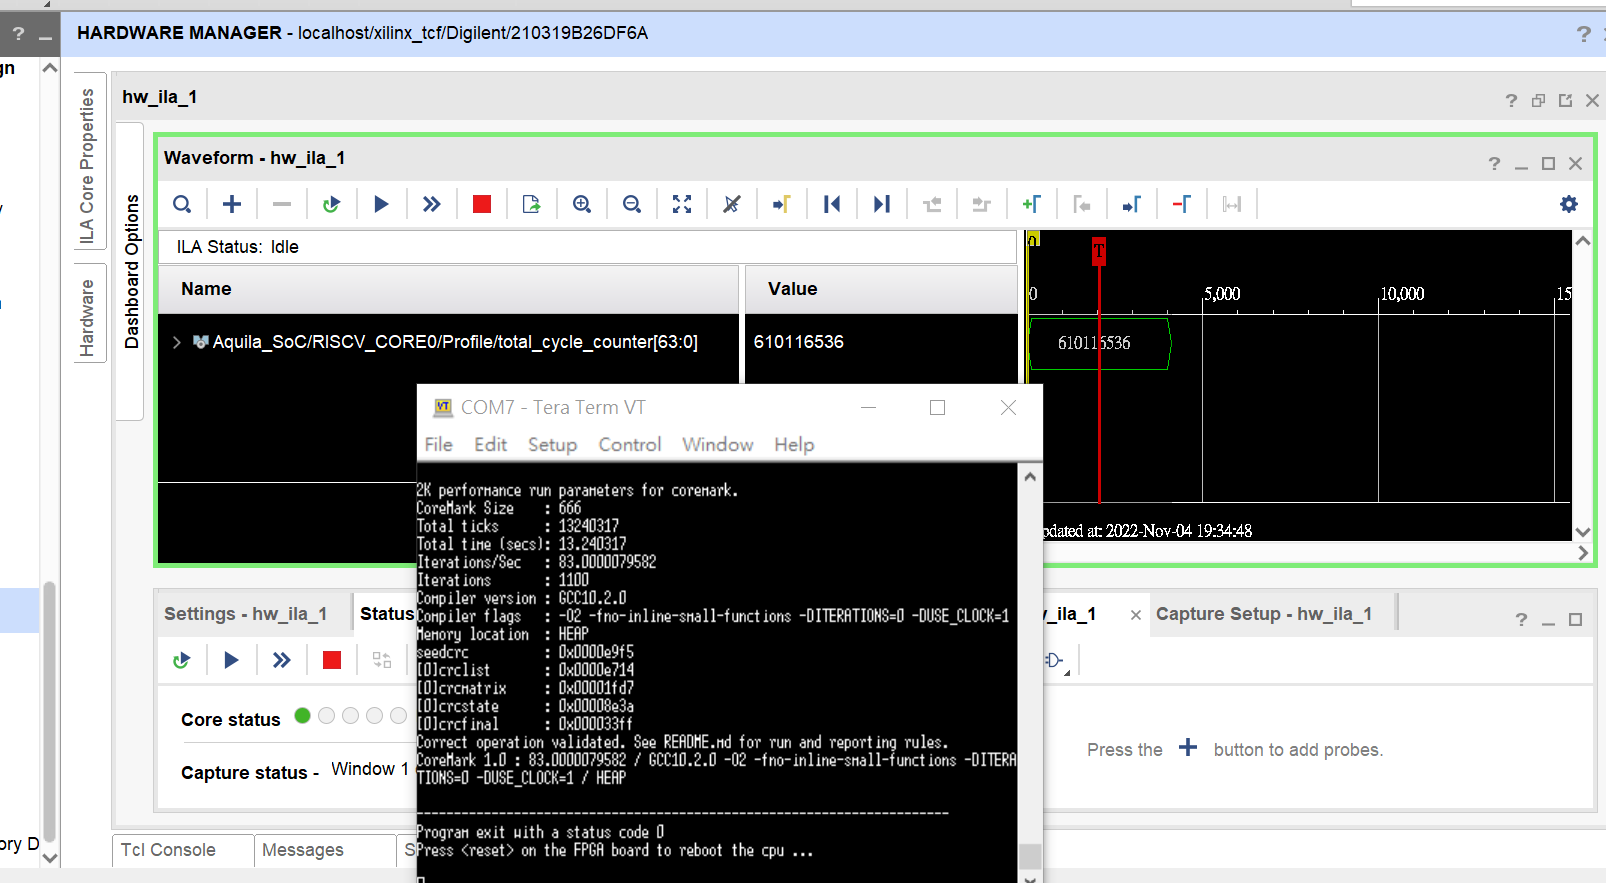 HARDWARE MANAGER - localhost/xilinx_tcf/Digilent/210319B26DF6A
gn
ILA Core Properties
Hardware
Dashboard Options
hw_ila_1
Waveform - hw_ila_1
ILA Status: Idle
Name
Value
Aquila_SoC/RISCV_CORE0/Profile/total_cycle_counter[63:0]
610116536
0
T
0
5,000
10,000
15
610116536
pdated at: 2022-Nov-04 19:34:48
COM7 - Tera Term VT
File Edit Setup Control Window Help
2K performance run parameters for coremark.
CoreMark Size : 666
Total ticks : 13240317
Total time (secs): 13.240317
Iterations/Sec : 83.0000079582
Iterations : 1100
Compiler version : GCC10.2.0
Compiler flags : -O2 -fno-inline-small-functions -DITERATIONS=0 -DUSE_CLOCK=1
Memory location : HEAP
seedcrc : 0x0000e9f5
[0]crclist : 0x0000e714
[0]crcmatrix : 0x00001fd7
[0]crcstate : 0x00008e3a
[0]crcfinal : 0x000033ff
Correct operation validated. See README.md for run and reporting rules.
CoreMark 1.0 : 83.0000079582 / GCC10.2.0 -O2 -fno-inline-small-functions -DITERA
TIONS=0 -DUSE_CLOCK=1 / HEAP
--------------------------------------------------------------------
Program exit with a status code 0
Press <reset> on the FPGA board to reboot the cpu ...
Settings - hw_ila_1
Status
_ila_1
Capture Setup - hw_ila_1
Core status
Capture status - Window 1
Press the + button to add probes.
ory D
Tcl Console
Messages
S